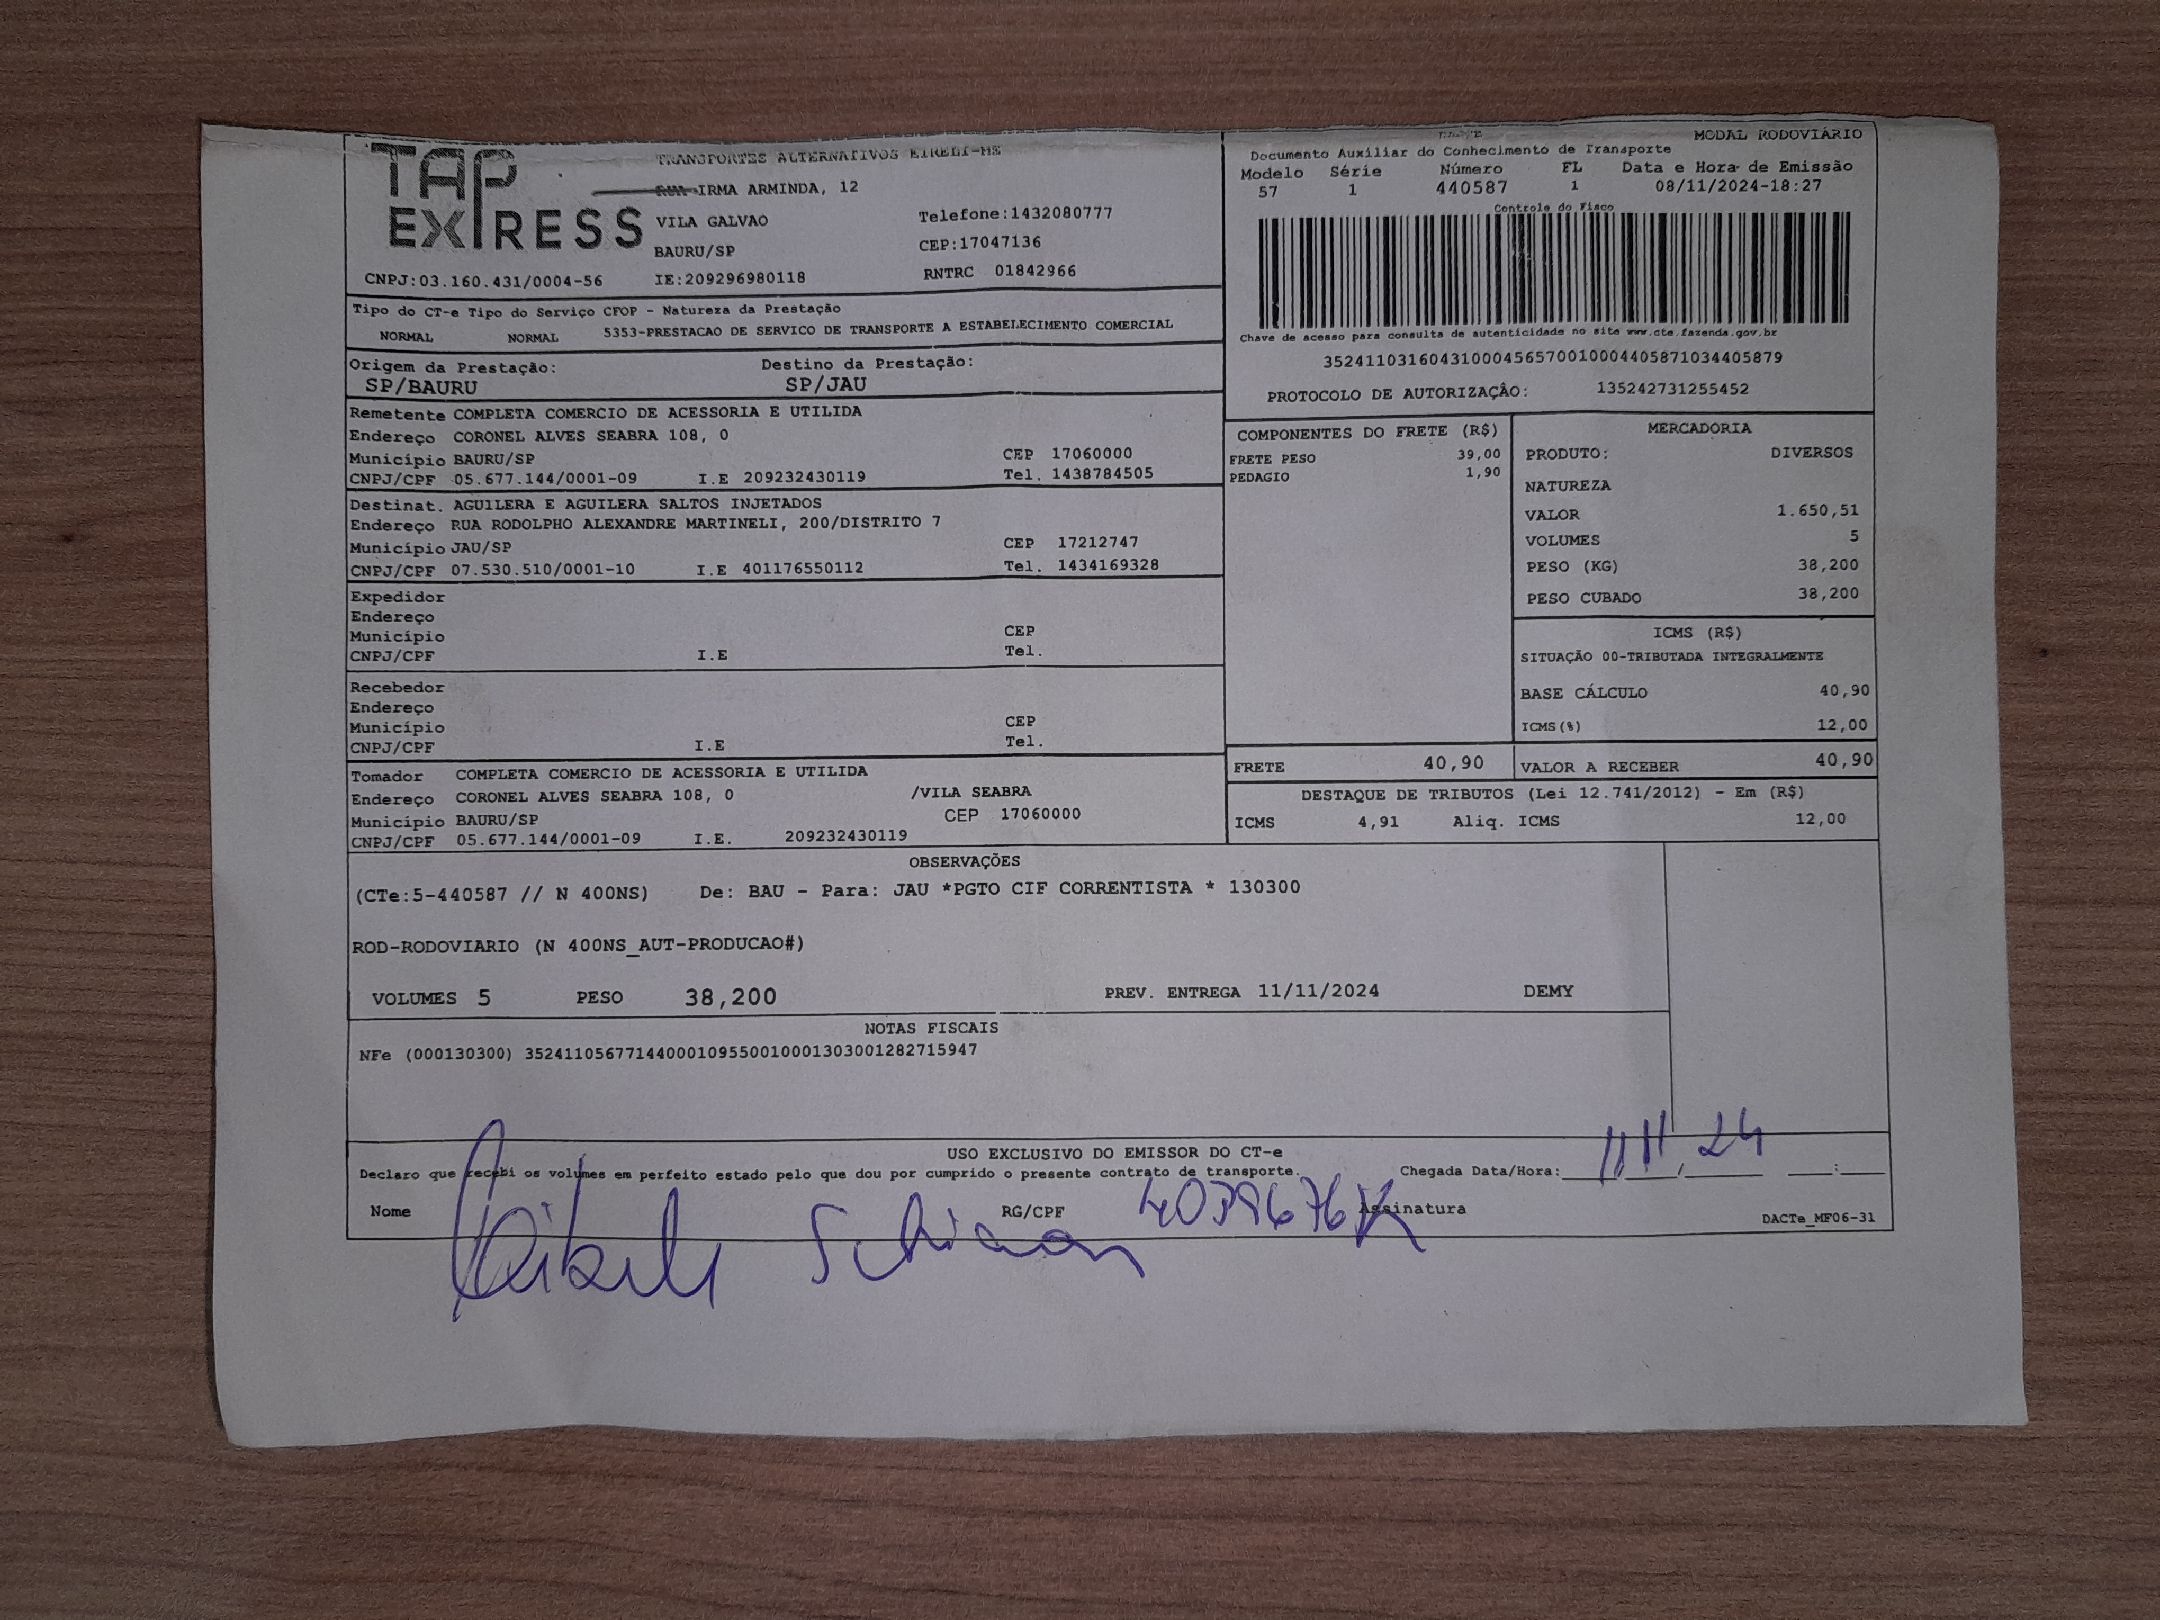 TAP EXPRESS
TRANSPORTES ALTERNATIVOS EIRELI-ME
RUA IRMA ARMINDA, 12
VILA GALVAO Telefone:1432080777
BAURU/SP CEP:17047136
CNPJ:03.160.431/0004-56 IE:209296980118 RNTRC 01842966
MODAL RODOVIÁRIO
Documento Auxiliar do Conhecimento de Transporte
Modelo Série Número FL Data e Hora de Emissão
57 1 440587 1 08/11/2024-18:27
Controle do Fisco
Chave de acesso para consulta de autenticidade no site www.cte.fazenda.gov.br
35241103160431000456570010004405871034405879
PROTOCOLO DE AUTORIZAÇÂO: 135242731255452
Tipo do CT-e Tipo do Serviço CFOP - Natureza da Prestação
NORMAL NORMAL 5353-PRESTACAO DE SERVICO DE TRANSPORTE A ESTABELECIMENTO COMERCIAL
Origem da Prestação: Destino da Prestação:
SP/BAURU SP/JAU
Remetente COMPLETA COMERCIO DE ACESSORIA E UTILIDA
Endereço CORONEL ALVES SEABRA 108, 0
Município BAURU/SP CEP 17060000
CNPJ/CPF 05.677.144/0001-09 I.E 209232430119 Tel. 1438784505
Destinat. AGUILERA E AGUILERA SALTOS INJETADOS
Endereço RUA RODOLPHO ALEXANDRE MARTINELI, 200/DISTRITO 7
Município JAU/SP CEP 17212747
CNPJ/CPF 07.530.510/0001-10 I.E 401176550112 Tel. 1434169328
Expedidor
Endereço
Município CEP
CNPJ/CPF I.E Tel.
Recebedor
Endereço
Município CEP
CNPJ/CPF I.E Tel.
Tomador COMPLETA COMERCIO DE ACESSORIA E UTILIDA
Endereço CORONEL ALVES SEABRA 108, 0 /VILA SEABRA
Município BAURU/SP CEP 17060000
CNPJ/CPF 05.677.144/0001-09 I.E. 209232430119
COMPONENTES DO FRETE (R$)
FRETE PESO 39,00
PEDAGIO 1,90
MERCADORIA
PRODUTO: DIVERSOS
NATUREZA
VALOR 1.650,51
VOLUMES 5
PESO (KG) 38,200
PESO CUBADO 38,200
ICMS (R$)
SITUAÇÃO 00-TRIBUTADA INTEGRALMENTE
BASE CÁLCULO 40,90
ICMS(%) 12,00
FRETE 40,90 VALOR A RECEBER 40,90
DESTAQUE DE TRIBUTOS (Lei 12.741/2012) - Em (R$)
ICMS 4,91 Aliq. ICMS 12,00
OBSERVAÇÕES
(CTe:5-440587 // N 400NS) De: BAU - Para: JAU *PGTO CIF CORRENTISTA * 130300
ROD-RODOVIARIO (N 400NS_AUT-PRODUCAO#)
VOLUMES 5 PESO 38,200 PREV. ENTREGA 11/11/2024 DEMY
NOTAS FISCAIS
NFe (000130300) 35241105677144000109550010001303001282715947
USO EXCLUSIVO DO EMISSOR DO CT-e
Declaro que recebi os volumes em perfeito estado pelo que dou por cumprido o presente contrato de transporte. Chegada Data/Hora: 11/11/24 __:__
Nome RG/CPF Assinatura
DACTe_MF06-31